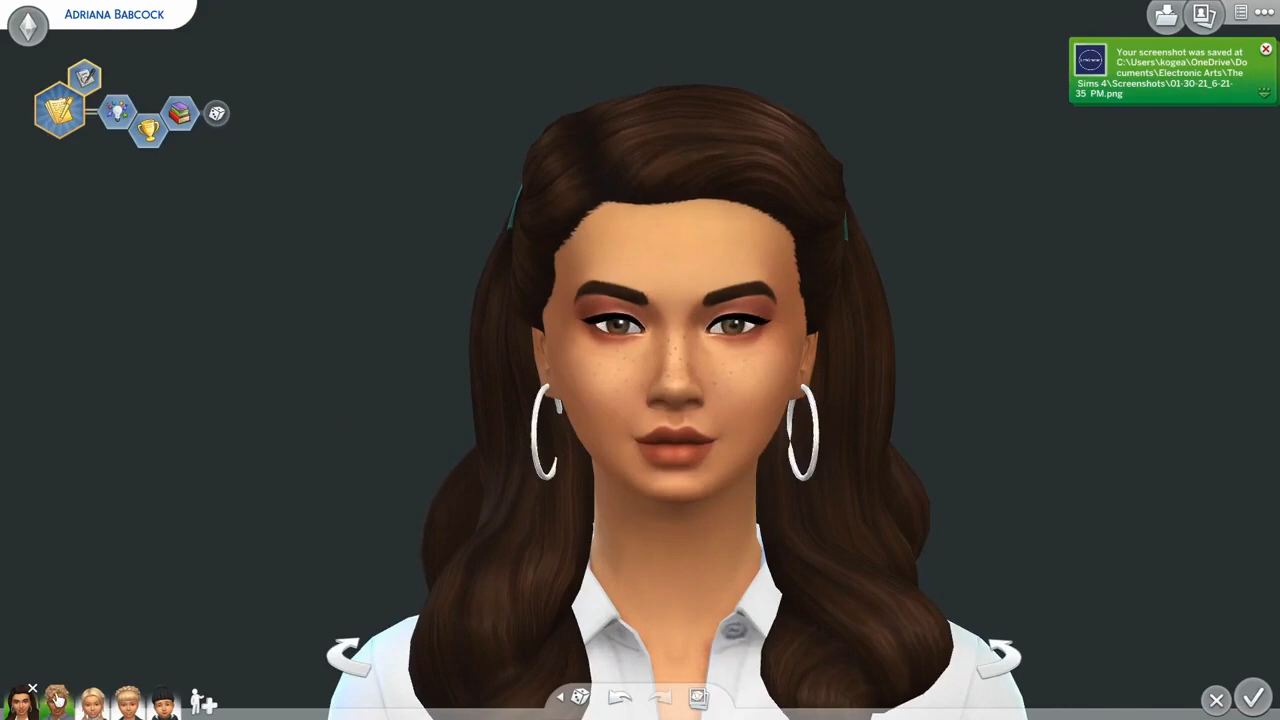 Adriana Babcock
Your screenshot was saved at
C:\Users\kogea\OneDrive\Do
cuments\Electronic Arts\The
Sims 4\Screenshots\01-30-21_6-21-
35 PM.png